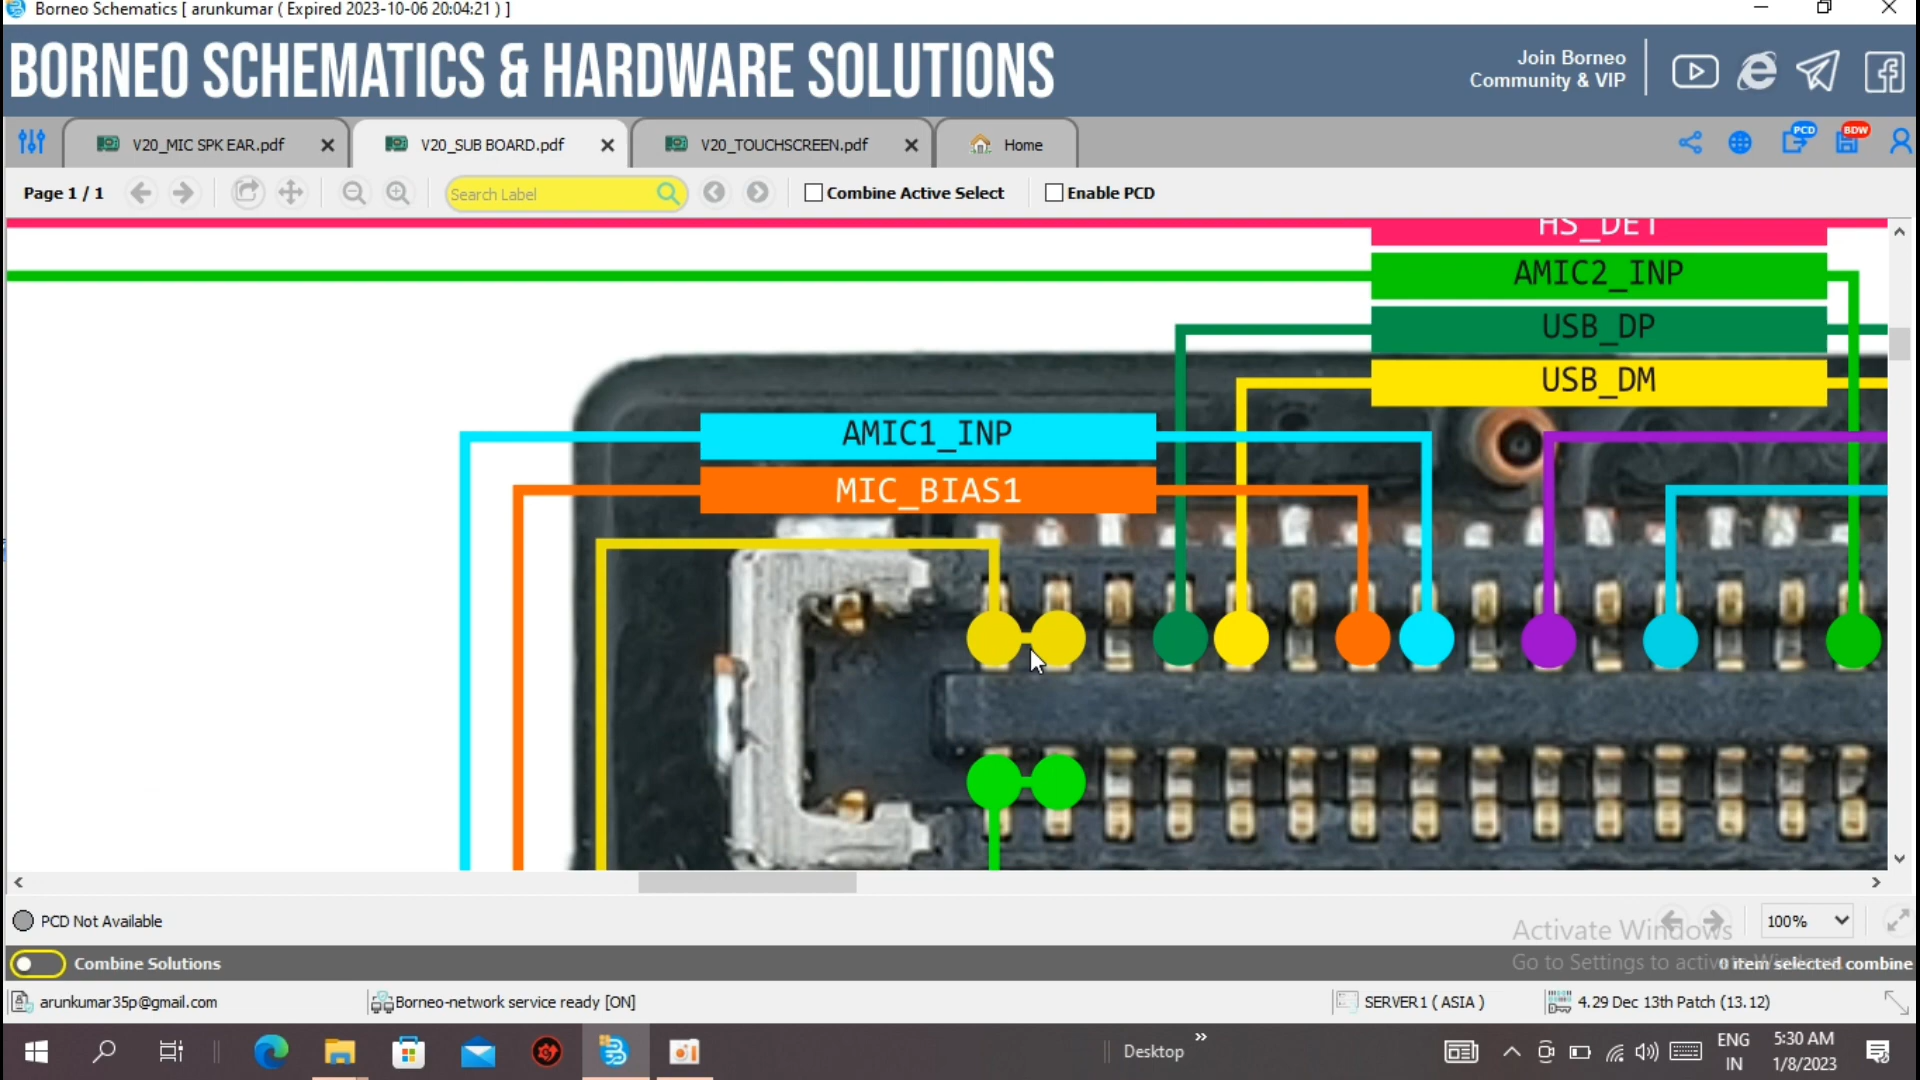 Borneo Schematics [ arunkumar ( Expired 2023-10-06 20:04:21 ) ]
BORNEO SCHEMATICS & HARDWARE SOLUTIONS
Join Borneo
Community & VIP
V20_MIC SPK EAR.pdf
V20_SUB BOARD.pdf
V20_TOUCHSCREEN.pdf
Home
PCD
BDW
Page 1 / 1
Search Label
Combine Active Select
Enable PCD
HS_DET
AMIC2_INP
USB_DP
USB_DM
AMIC1_INP
MIC_BIAS1
PCD Not Available
100%
Activate Windows
Go to Settings to activate Windows.
Combine Solutions
0 item selected combine
arunkumar35p@gmail.com
Borneo-network service ready [ON]
SERVER1 ( ASIA )
4.29 Dec 13th Patch (13.12)
Desktop
ENG
IN
5:30 AM
1/8/2023